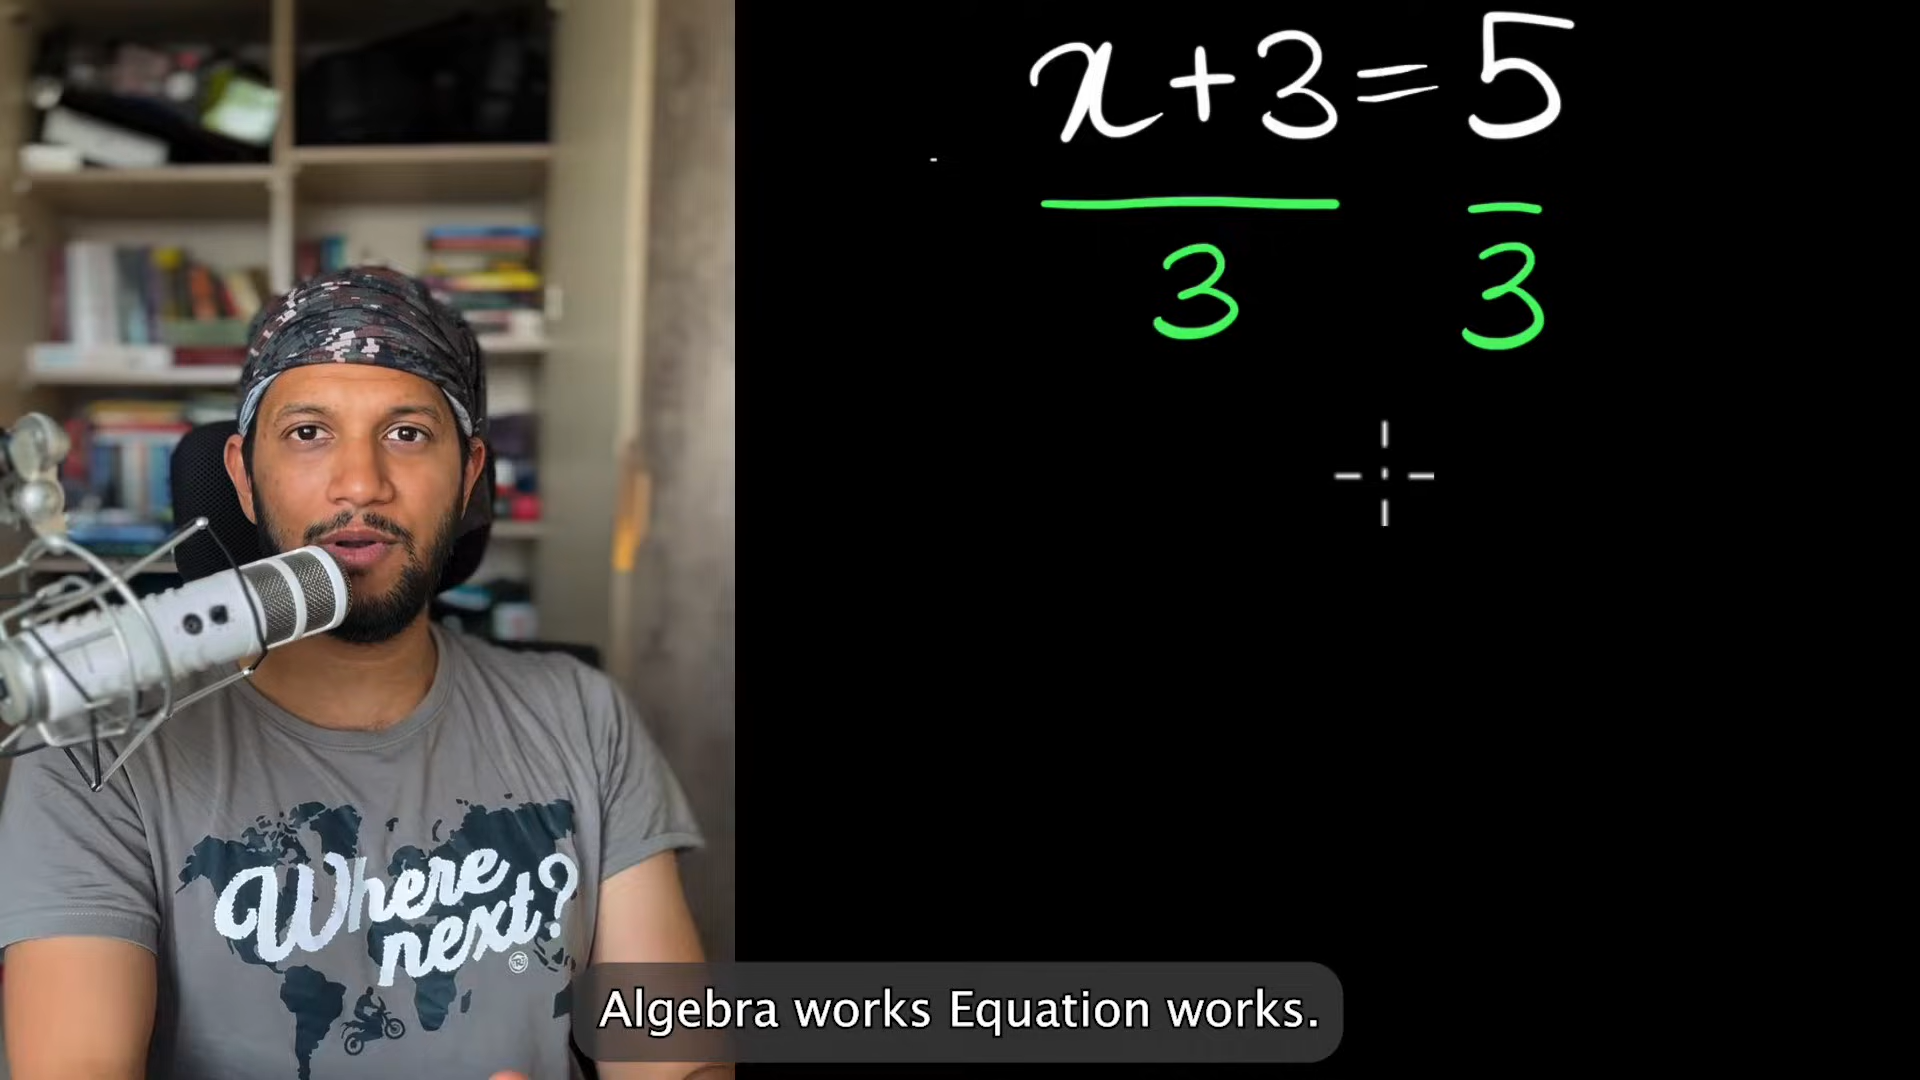 x+3=5
3 3
Where
next?
Algebra works Equation works.